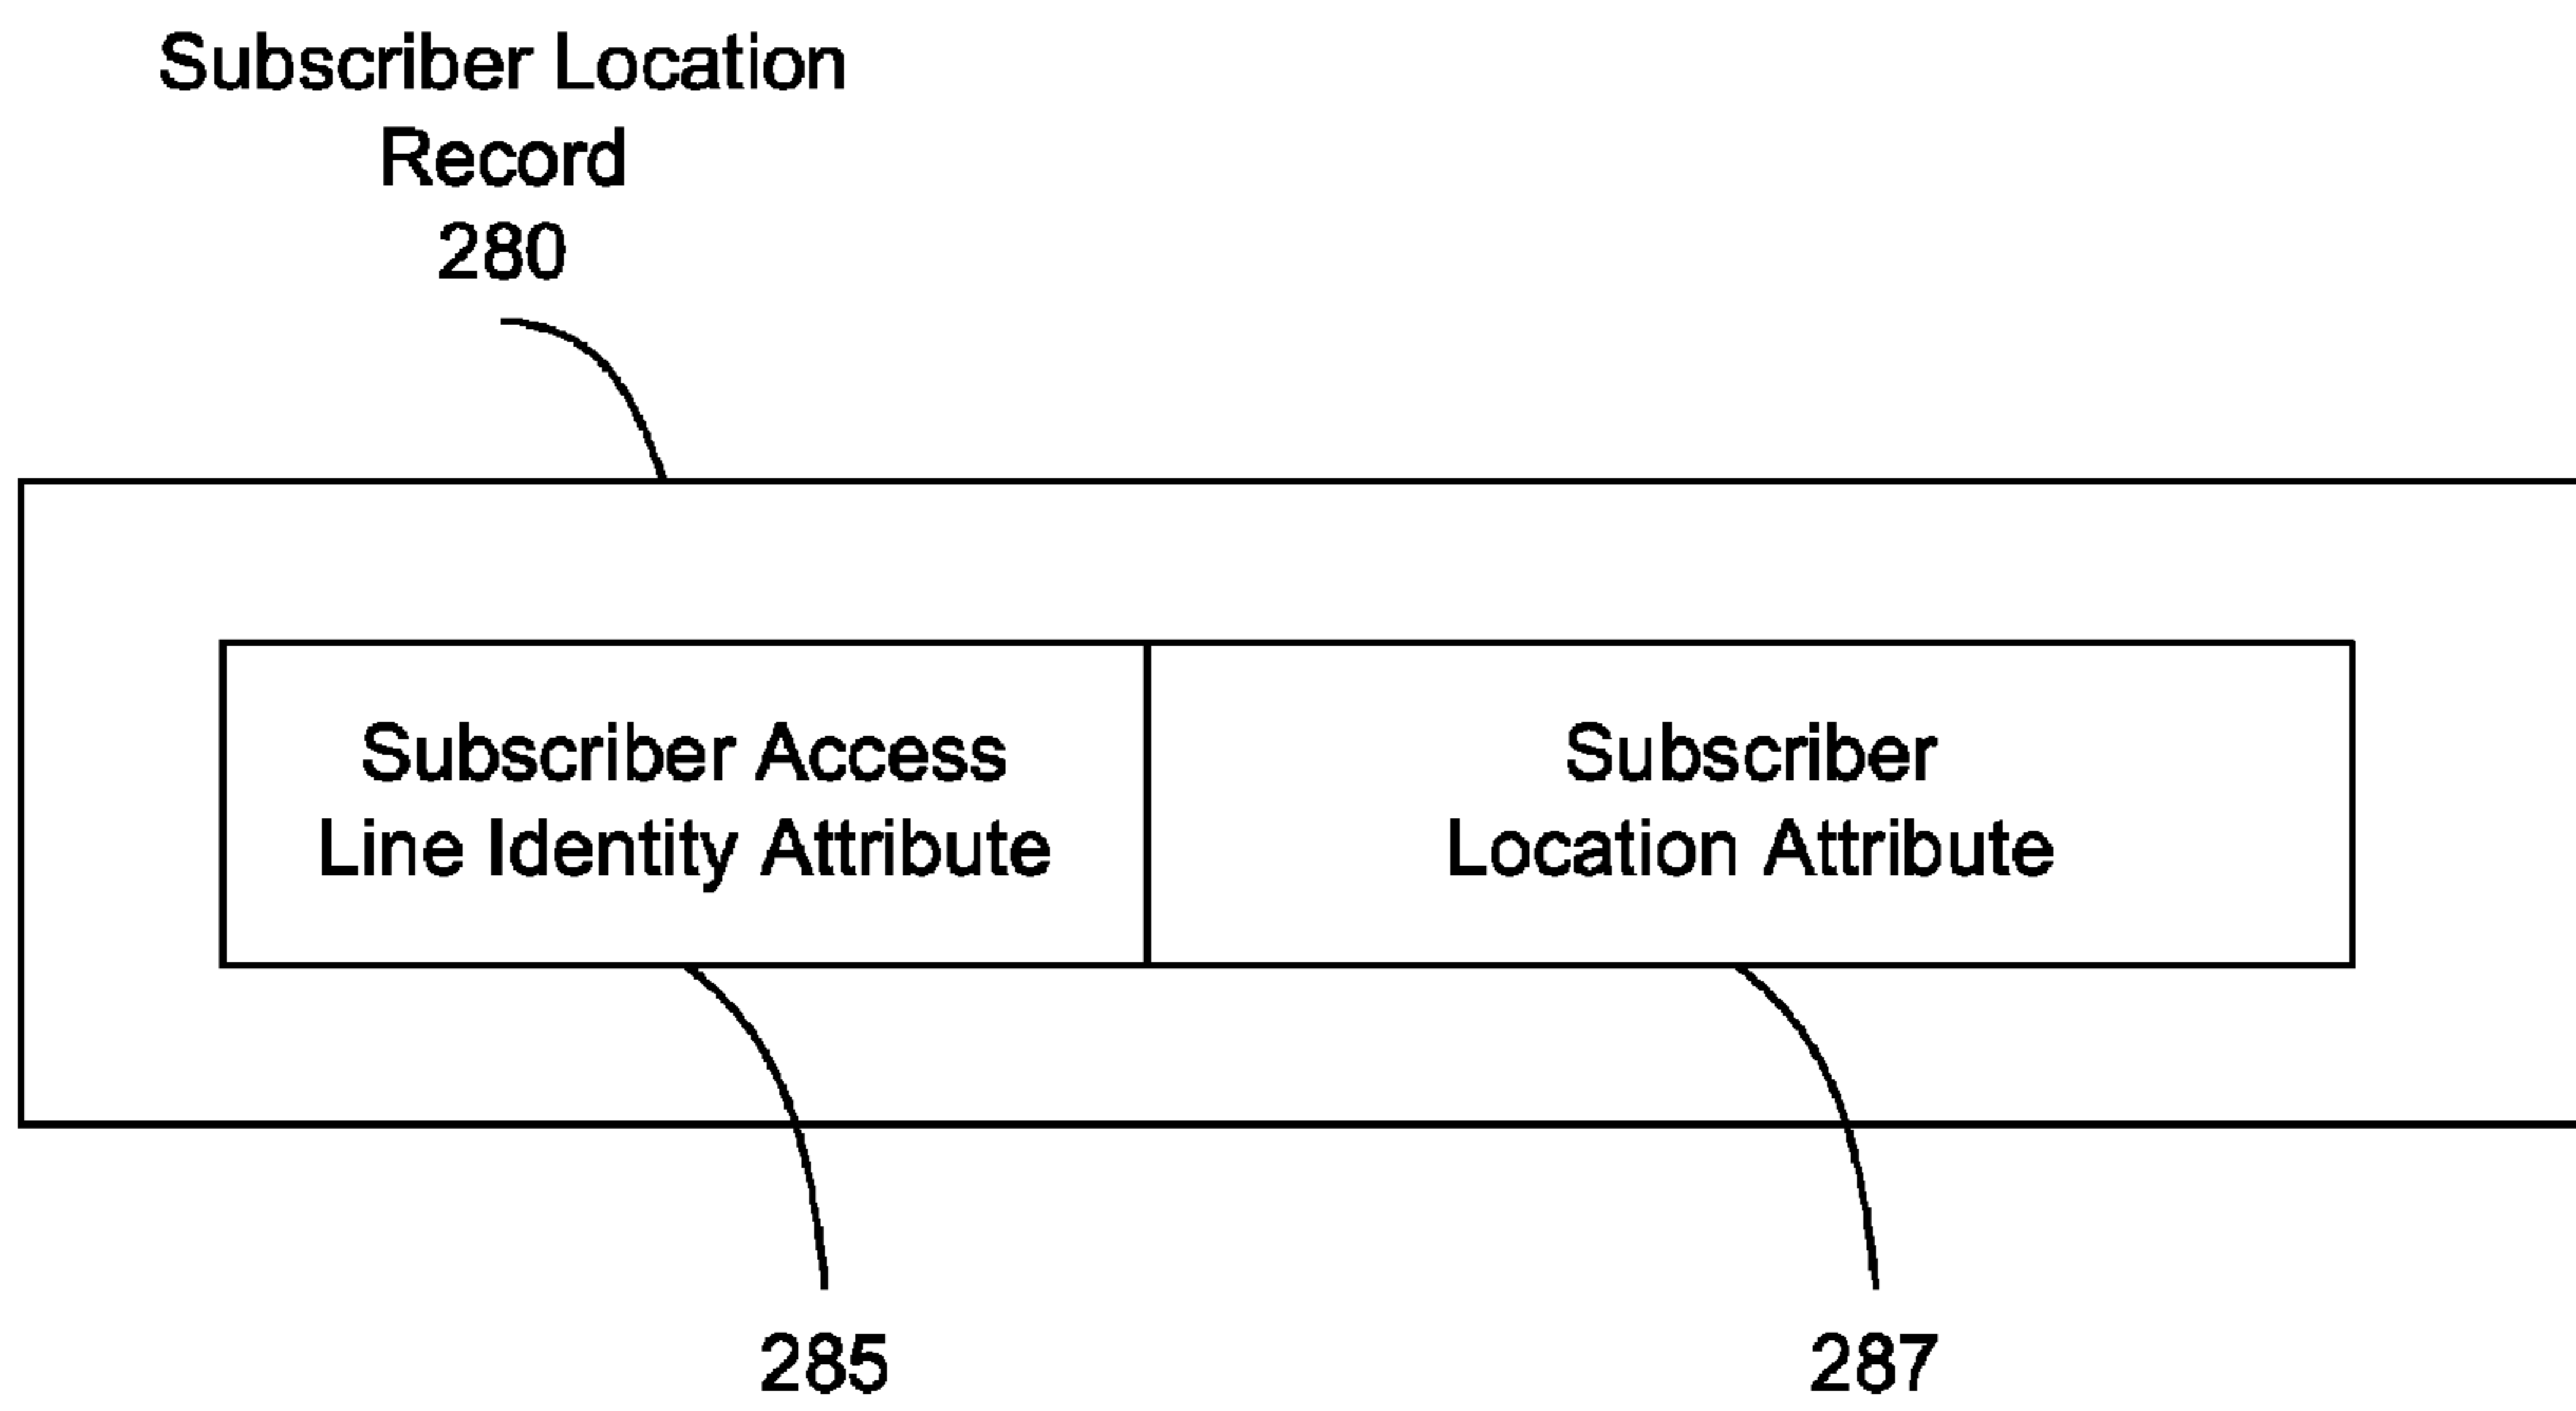 Subscriber Location
Record
280
Subscriber Access
Line Identity Attribute
Subscriber
Location Attribute
285
287